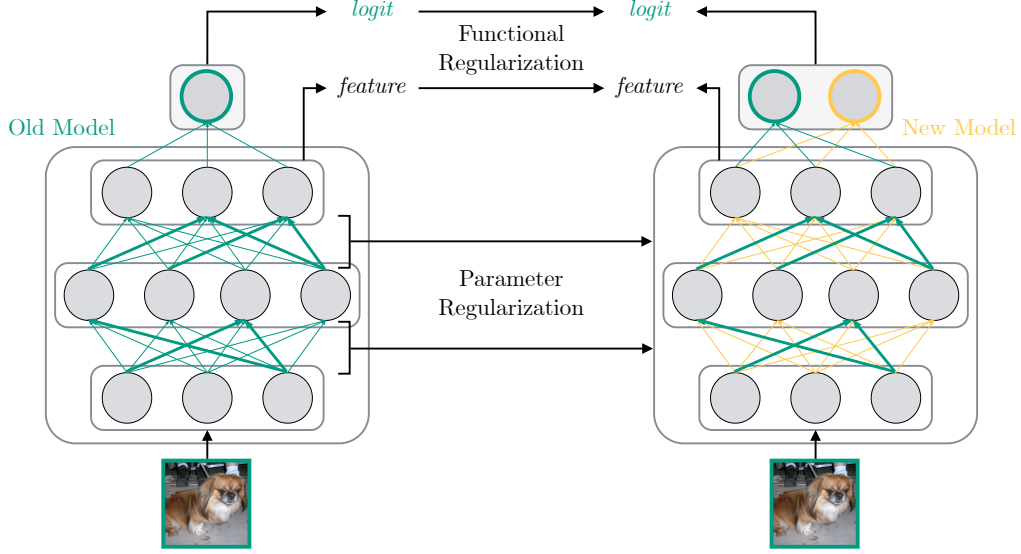 logit
logit
Functional
Regularization
feature
feature
Old Model
New Model
Parameter
Regularization